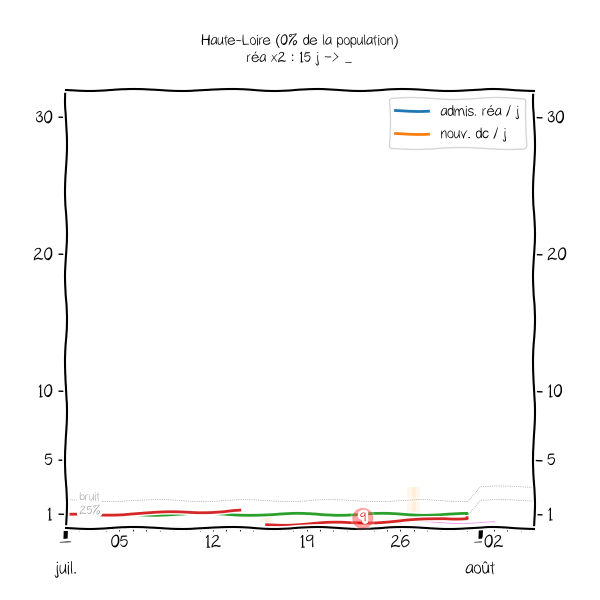 Haute-Loire (0% de la population)
réa x2 : 15 j -> _
admis. réa / j
nouv. dc / j
30 30
20 20
10 10
5 5
bruit
25%
1 1
9
05 12 19 26 02
juil. août